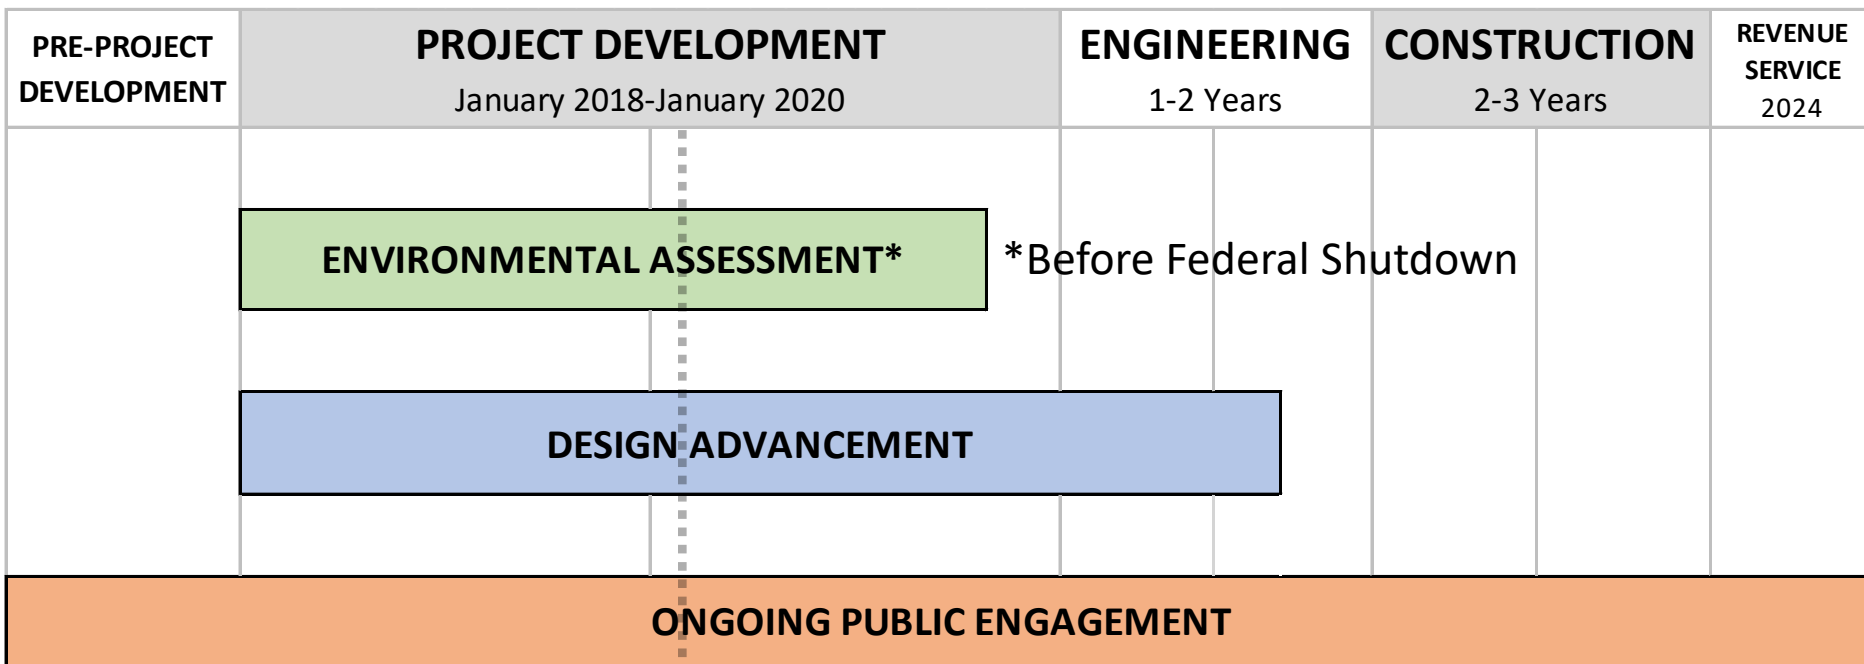 PRE-PROJECT
DEVELOPMENT
PROJECT DEVELOPMENT
January 2018-January 2020
ENGINEERING
1-2 Years
CONSTRUCTION
2-3 Years
REVENUE
SERVICE
2024
ENVIRONMENTAL ASSESSMENT*
*Before Federal Shutdown
DESIGN ADVANCEMENT
ONGOING PUBLIC ENGAGEMENT